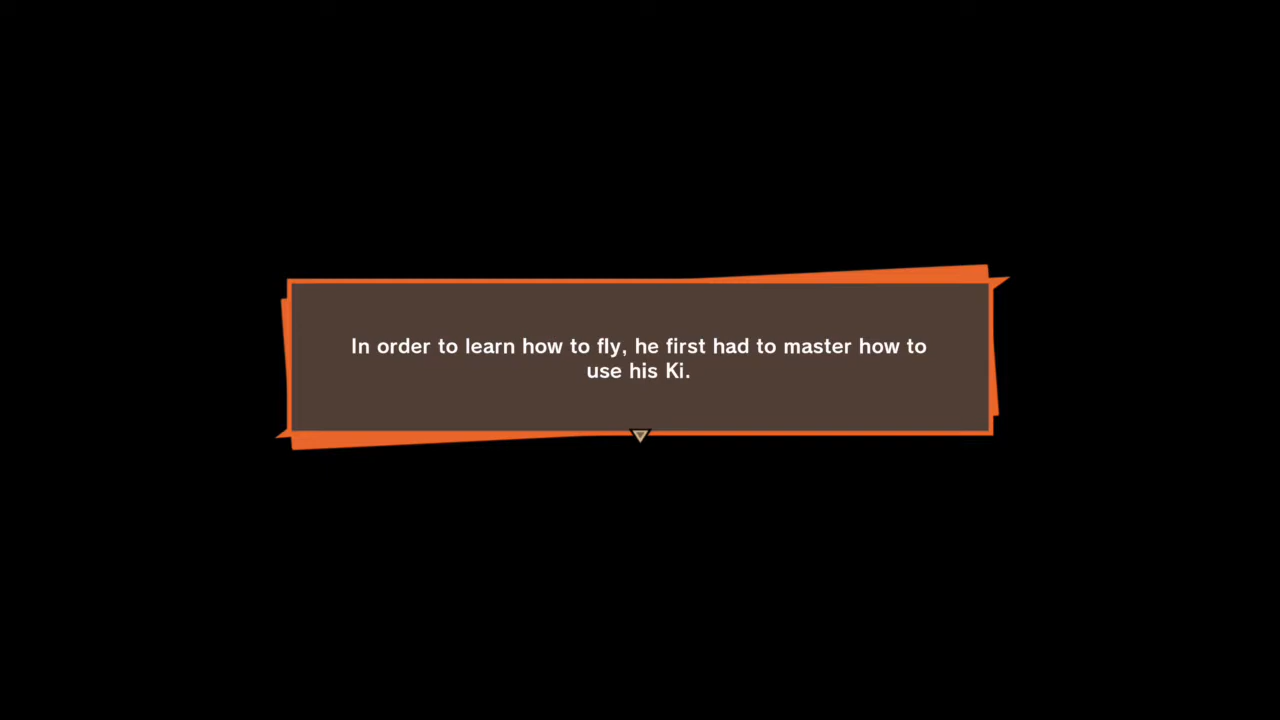 In order to learn how to fly, he first had to master how to
use his Ki.